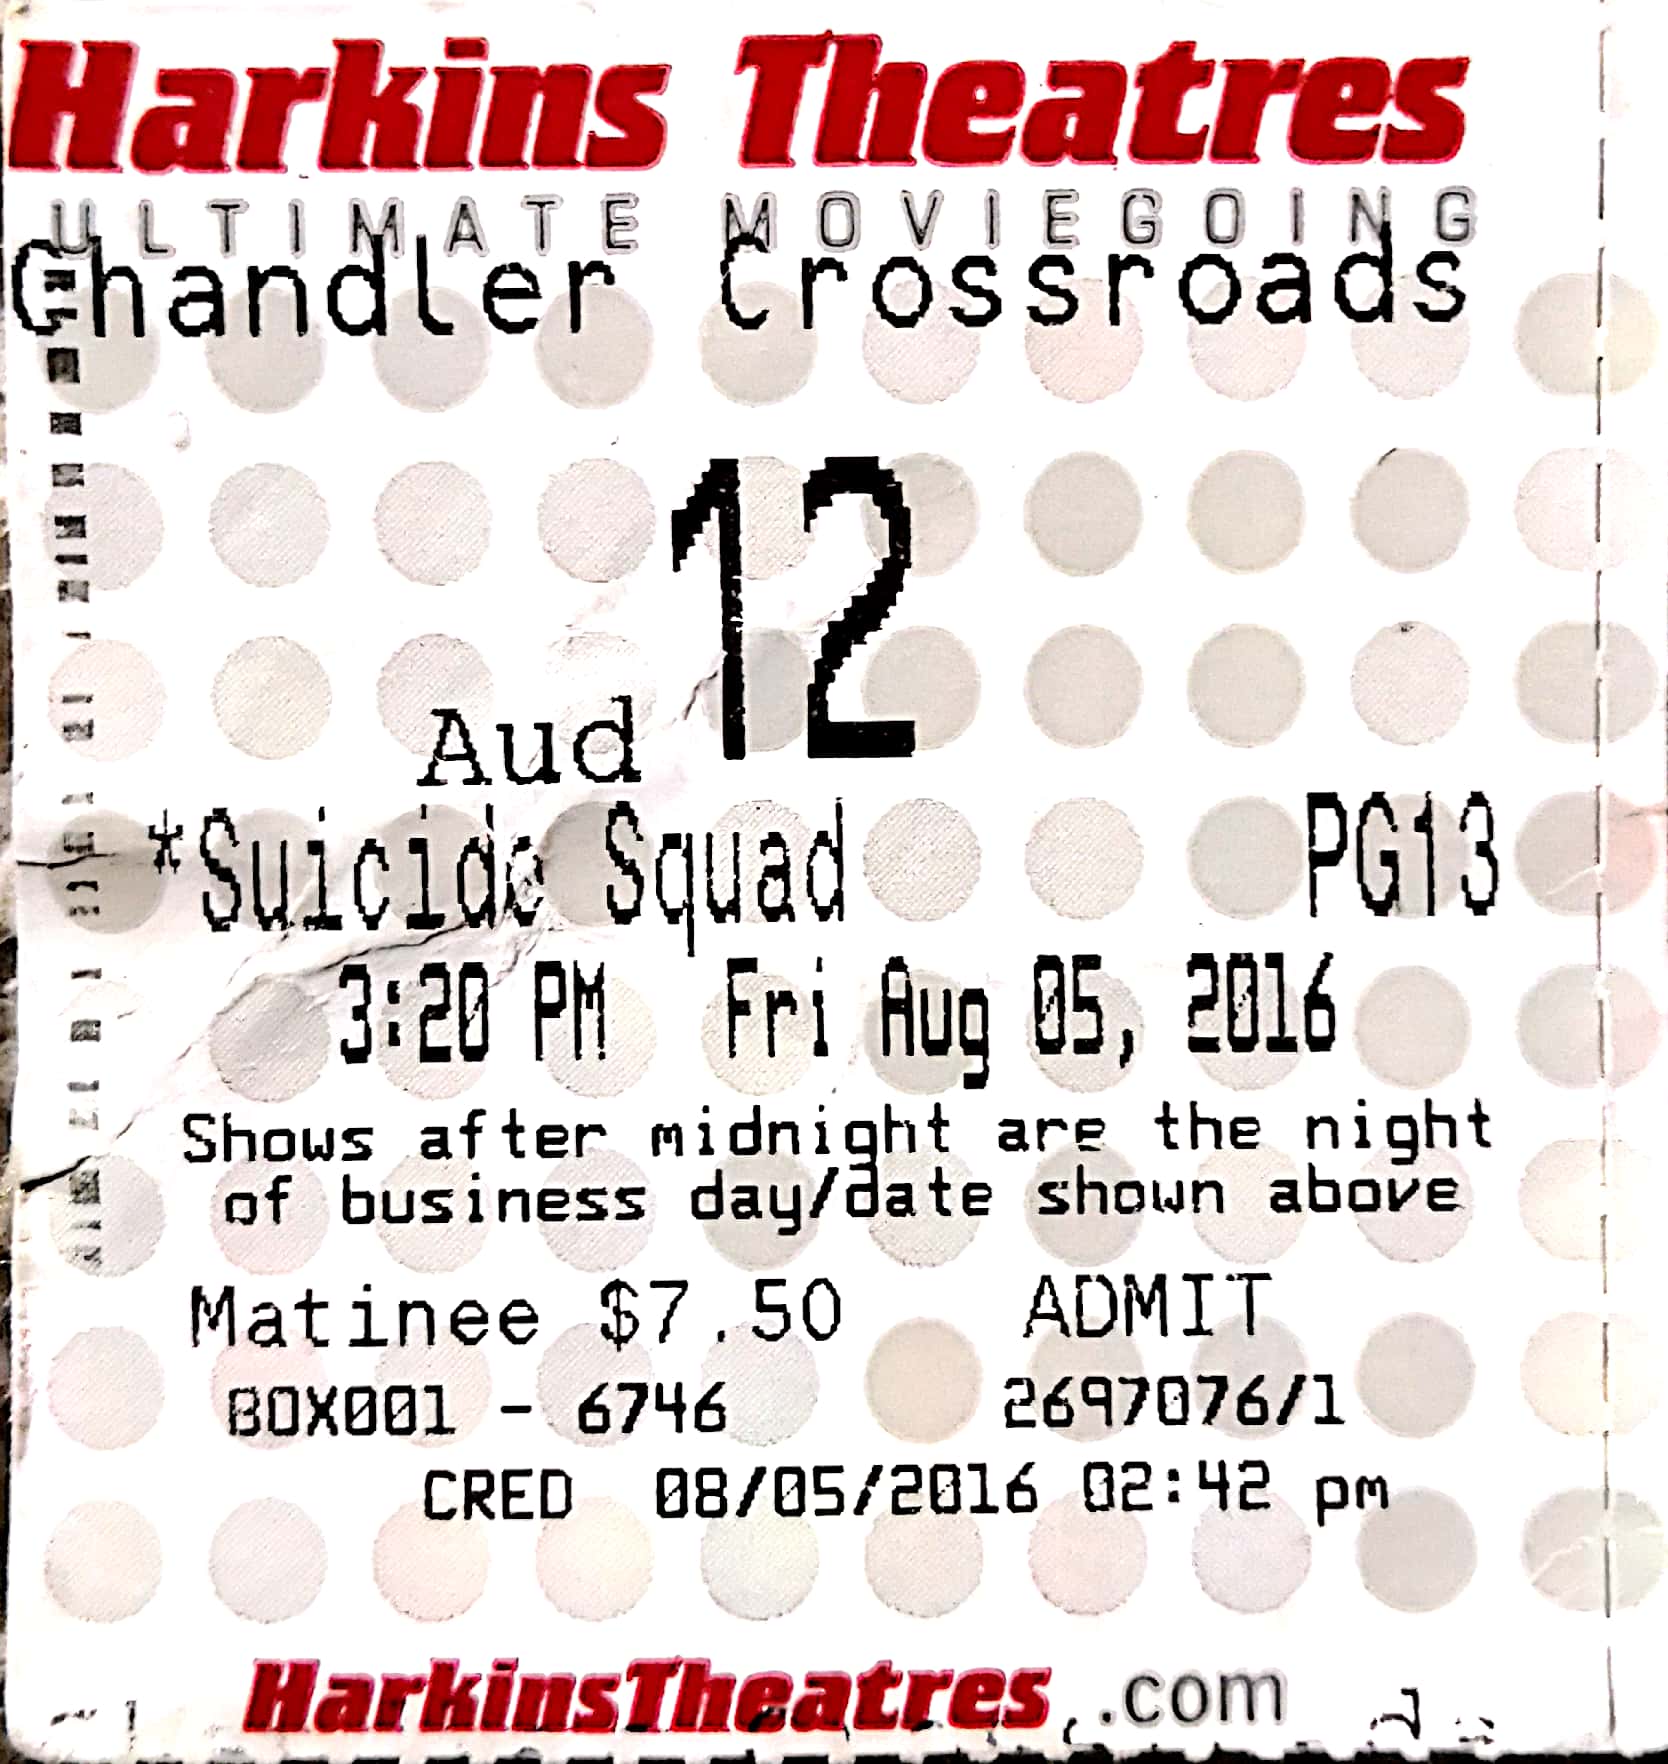 Harkins Theatres
ULTIMATE MOVIEGOING
Chandler Crossroads
Aud 12
*Suicide Squad PG13
3:20 PM Fri Aug 05, 2016
Shows after midnight are the night
of business day/date shown above
Matinee $7.50 ADMIT
BOX001 - 6746 2697076/1
CRED 08/05/2016 02:42 pm
HarkinsTheatres.com